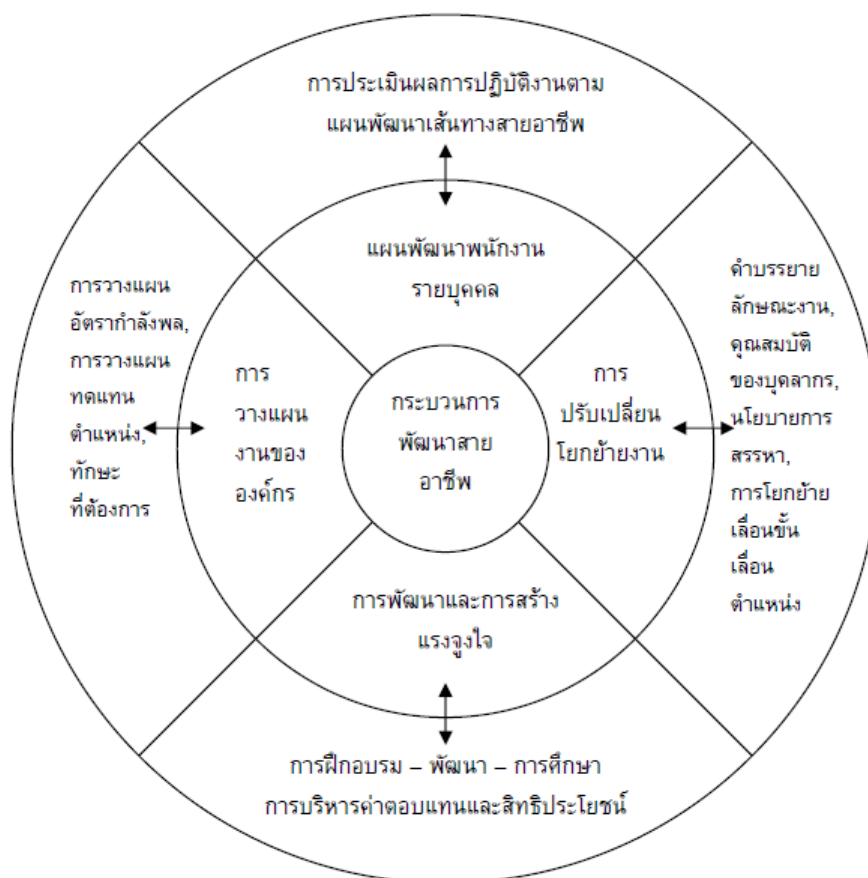 การประเมินผลการปฏิบัติงานตาม
แผนพัฒนาเส้นทางสายอาชีพ
แผนพัฒนาพนักงาน
รายบุคคล
การวางแผน
อัตรากำลังพล,
การวางแผน
ทดแทน
ตำแหน่ง,
ทักษะ
ที่ต้องการ
การ
วางแผน
งานของ
องค์กร
กระบวนการ
พัฒนาสาย
อาชีพ
การ
ปรับเปลี่ยน
โยกย้ายงาน
คำบรรยาย
ลักษณะงาน,
คุณสมบัติ
ของบุคลากร,
นโยบายการ
สรรหา,
การโยกย้าย
เลื่อนขั้น
เลื่อน
ตำแหน่ง
การพัฒนาและการสร้าง
แรงจูงใจ
การฝึกอบรม – พัฒนา – การศึกษา
การบริหารค่าตอบแทนและสิทธิประโยชน์